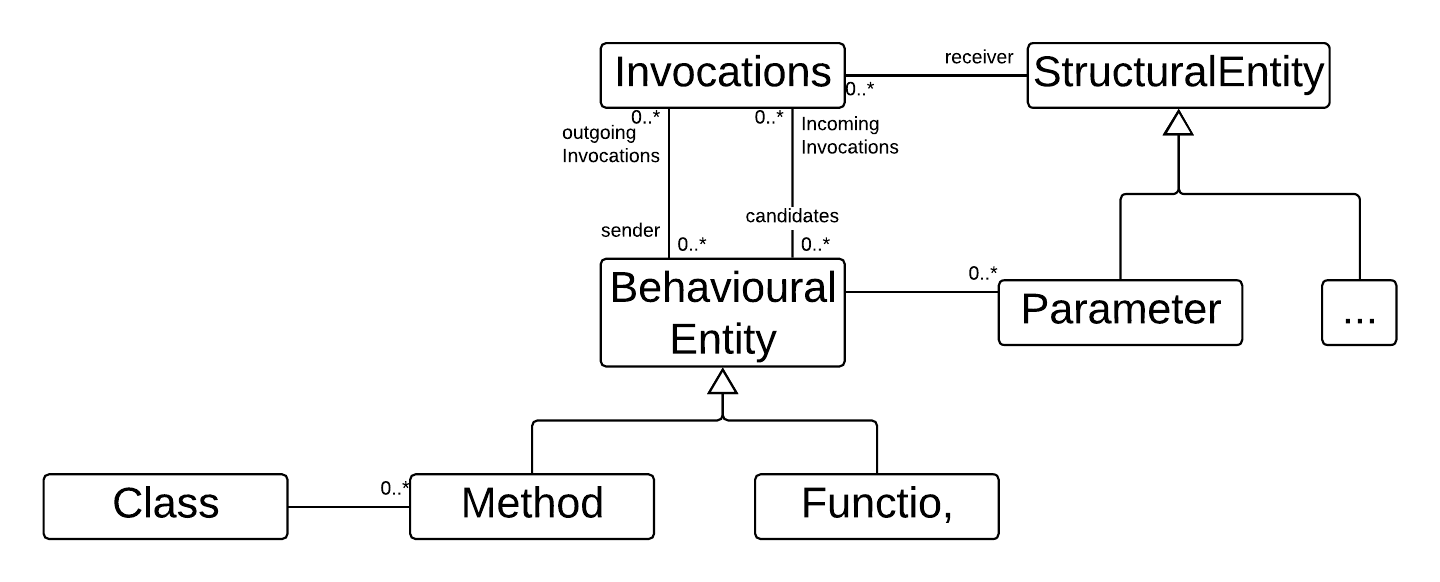 Invocations
receiver
StructuralEntity
0..*
0..*
0..*
outgoing
Invocations
Incoming
Invocations
sender
candidates
0..*
0..*
Behavioural
Entity
0..*
Parameter
...
Class
0..*
Method
Functio,